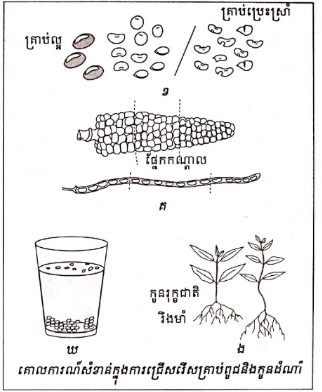 គ្រាប់ល្អ
គ្រាប់ប្រេះស្រាំ
ខ
ផ្នែកកណ្ដាល
គ
កូនរុក្ខជាតិ
រឹងមាំ
ឃ
ង
គោលការណ៍សំខាន់ក្នុងការជ្រើសរើសគ្រាប់ពូជនិងកូនដំណាំ